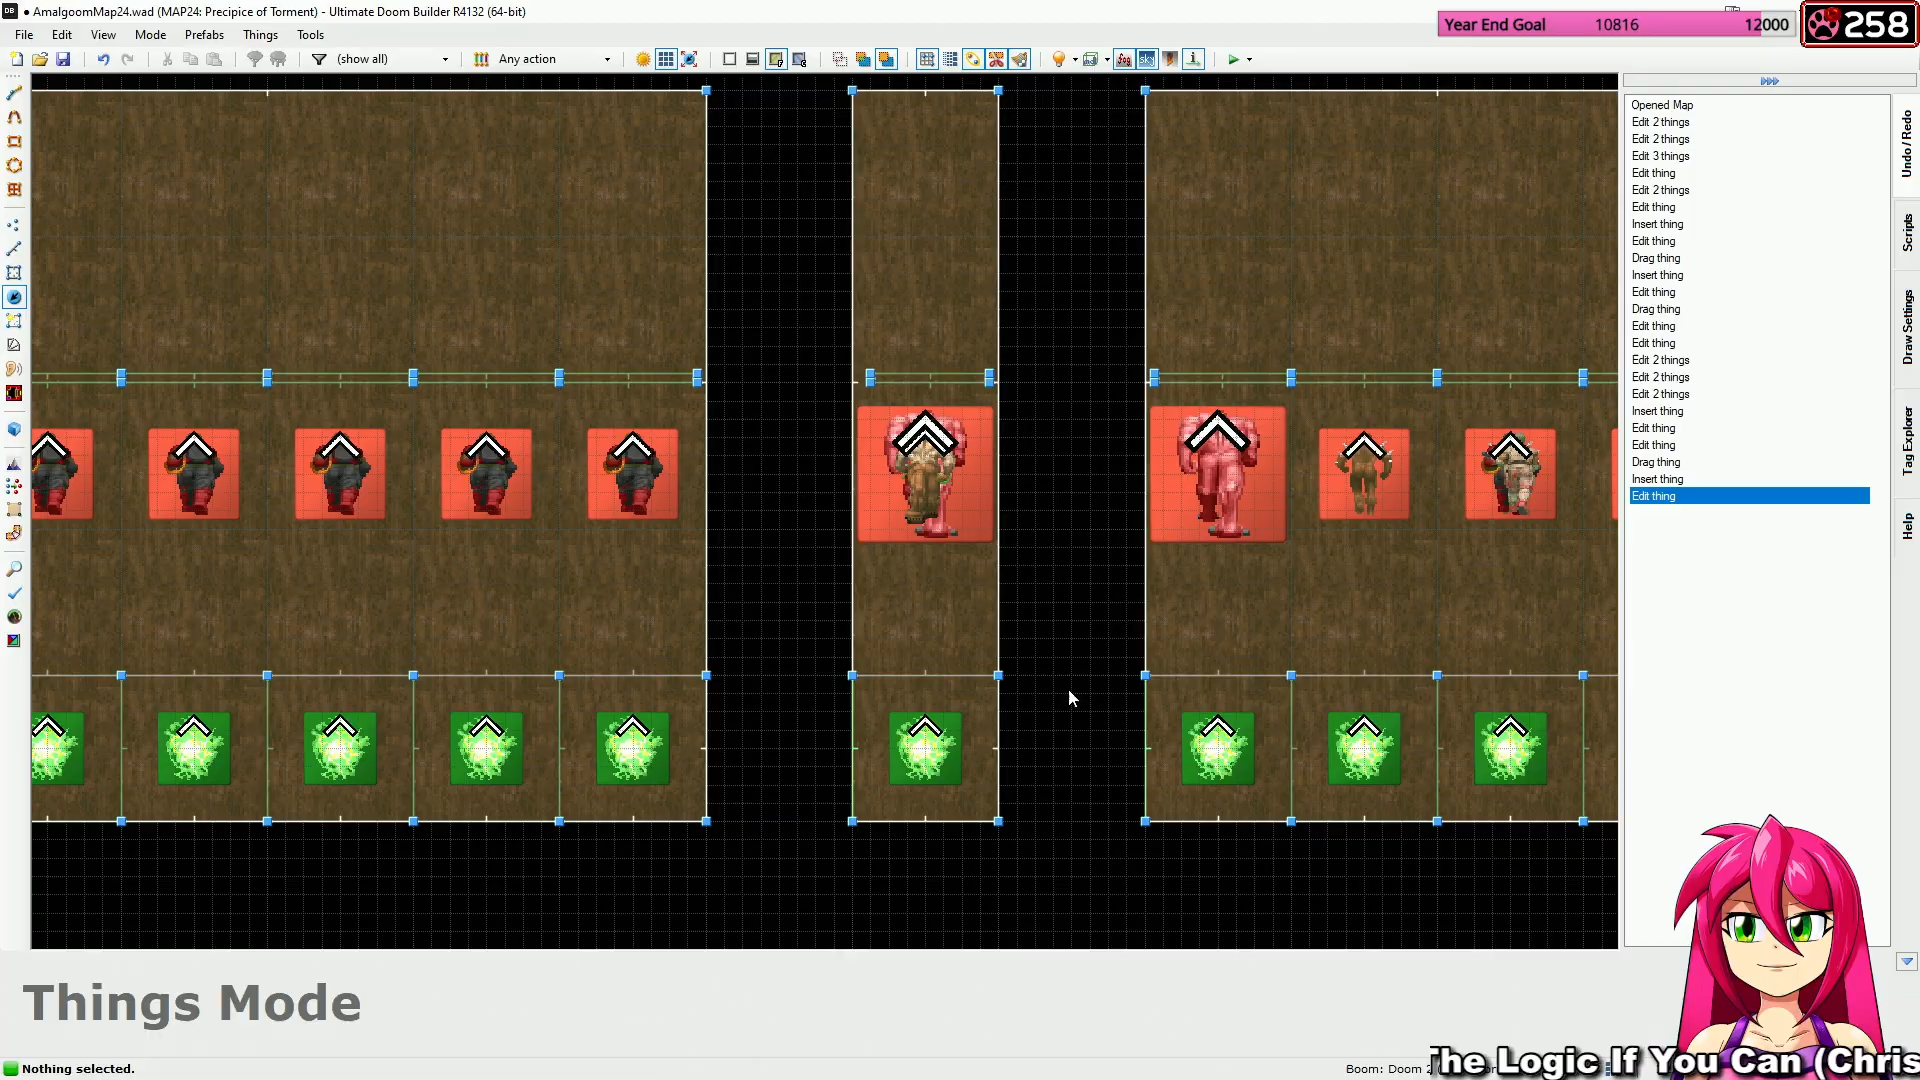 AmalgoomMap24.wad (MAP24: Precipice of Torment) - Ultimate Doom Builder R4132 (64-bit)
Year End Goal 10816 12000
258
File Edit View Mode Prefabs Things Tools
(show all)
Any action
Opened Map
Edit 2 things
Edit 2 things
Edit 3 things
Edit thing
Edit 2 things
Edit thing
Insert thing
Edit thing
Drag thing
Insert thing
Edit thing
Drag thing
Edit thing
Edit thing
Edit 2 things
Edit 2 things
Edit 2 things
Insert thing
Edit thing
Edit thing
Drag thing
Insert thing
Edit thing
Undo / Redo
Scripts
Draw Settings
Tag Explorer
Help
Things Mode
Nothing selected.
Boom: Doom 2
The Logic If You Can (Chris